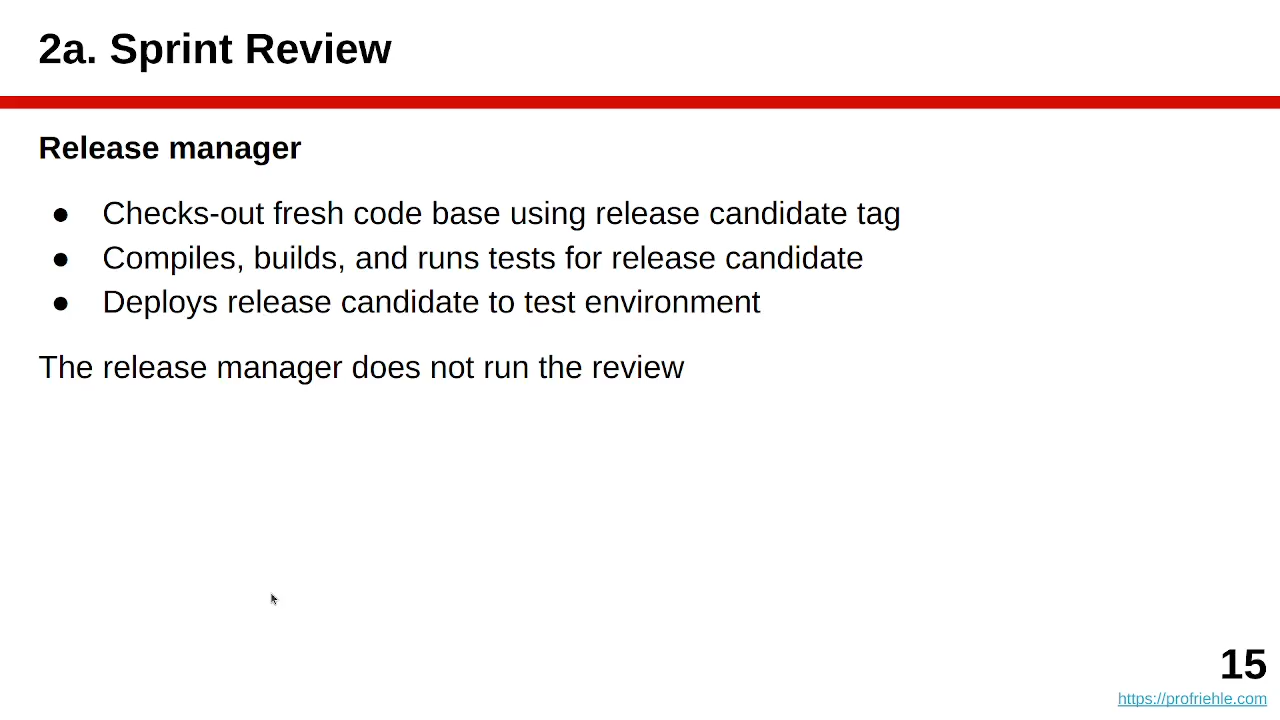 2a. Sprint Review
Release manager
● Checks-out fresh code base using release candidate tag
● Compiles, builds, and runs tests for release candidate
● Deploys release candidate to test environment
The release manager does not run the review
15
https://profriehle.com